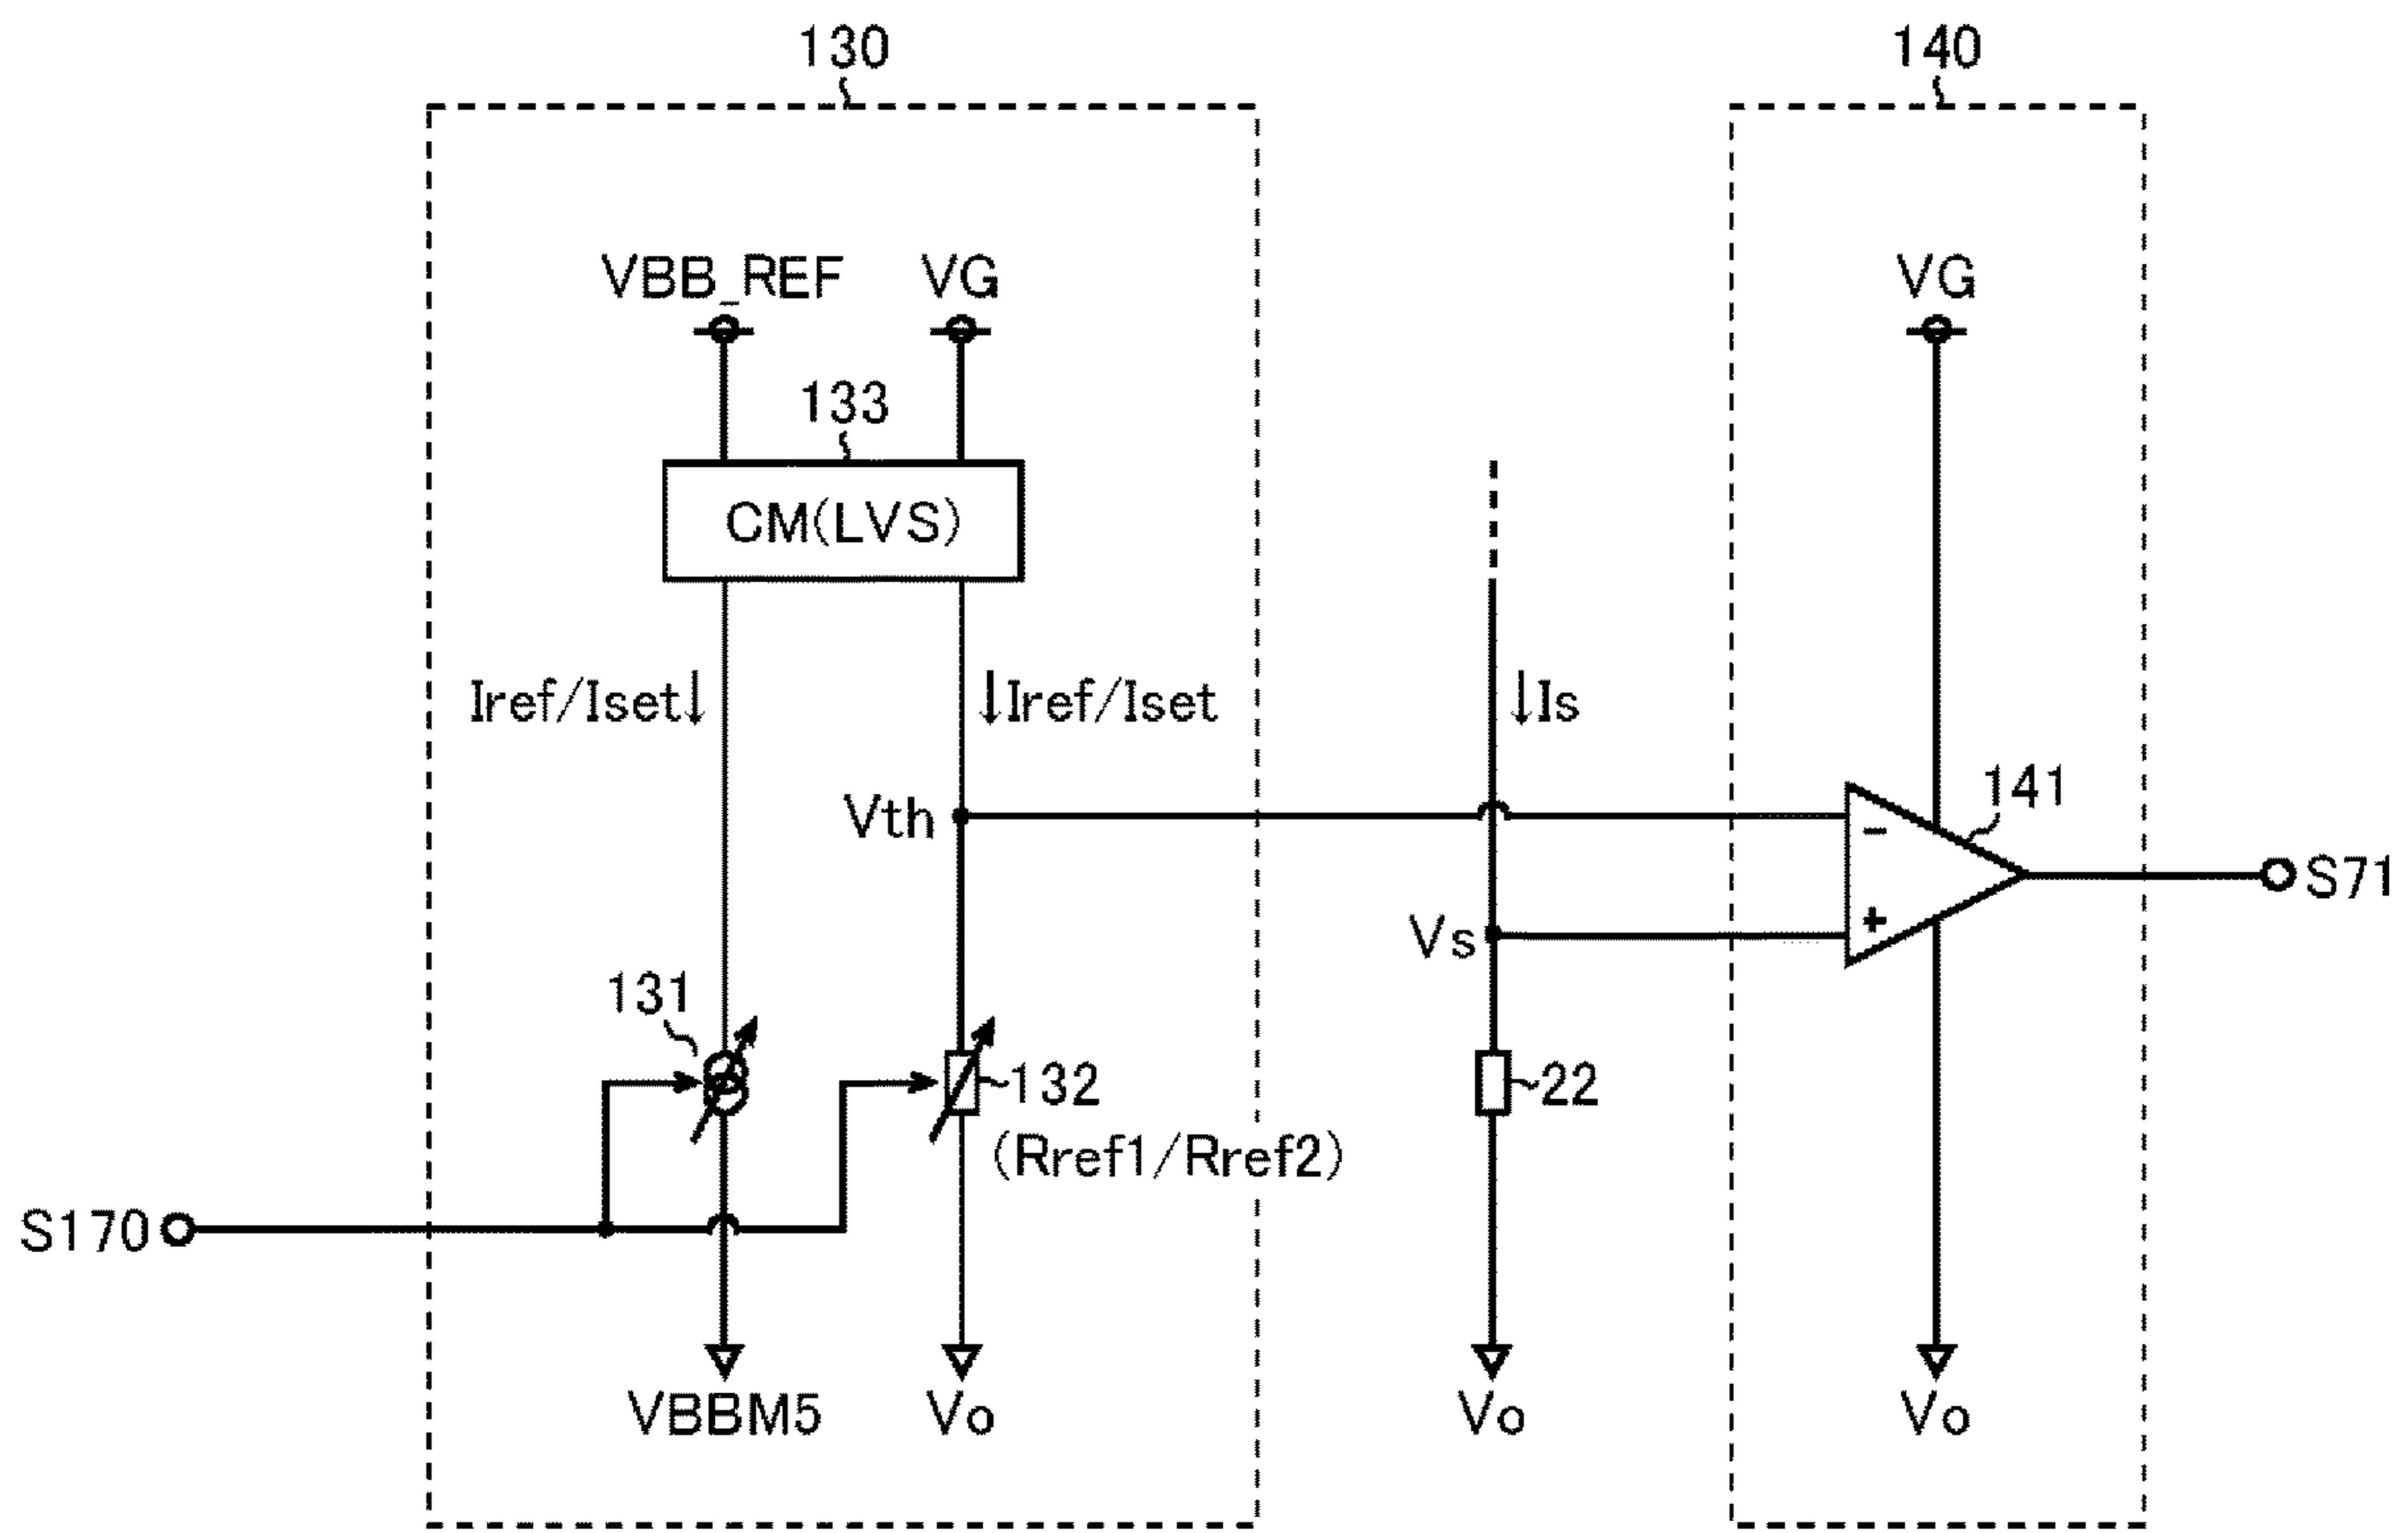 130
140
VBB_REF
VG
VG
133
CM(LVS)
Iref/Iset↓
↓Iref/Iset
↓Is
141
Vth
-
S71
+
Vs
131
132
22
(Rref1/Rref2)
S170
VBBM5
Vo
Vo
Vo